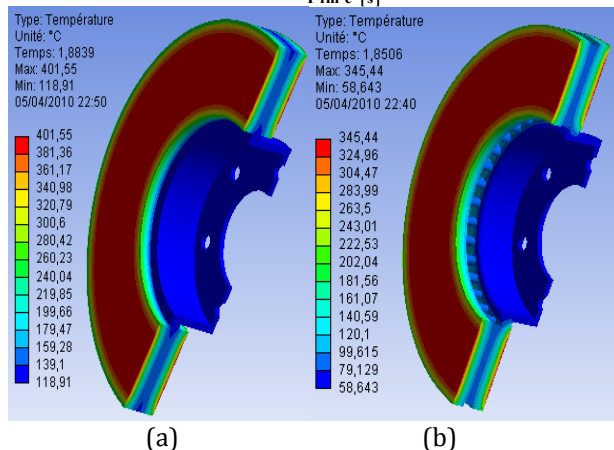 Type: Température
Unité: °C
Temps: 1,8839
Max: 401,55
Min: 118,91
05/04/2010 22:50
401,55
381,36
361,17
340,98
320,79
300,6
280,42
260,23
240,04
219,85
199,66
179,47
159,28
139,1
118,91
(a)
Type: Température
Unité: °C
Temps: 1,8506
Max: 345,44
Min: 58,643
05/04/2010 22:40
345,44
324,96
304,47
283,99
263,5
243,01
222,53
202,04
181,56
161,07
140,59
120,1
99,615
79,129
58,643
(b)